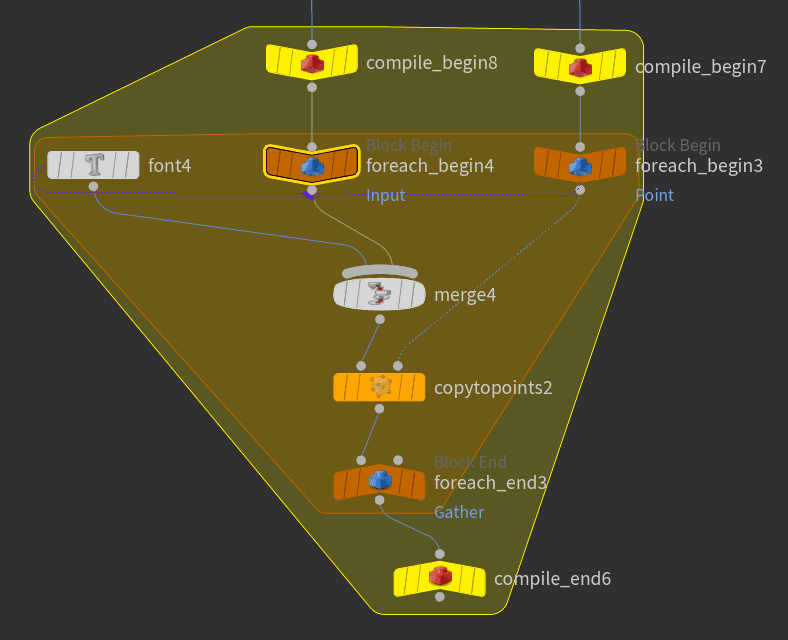 compile_begin8
compile_begin7
Block Begin
Block Begin
font4
foreach_begin4
foreach_begin3
Input
Point
merge4
copytopoints2
Block End
foreach_end3
Gather
compile_end6